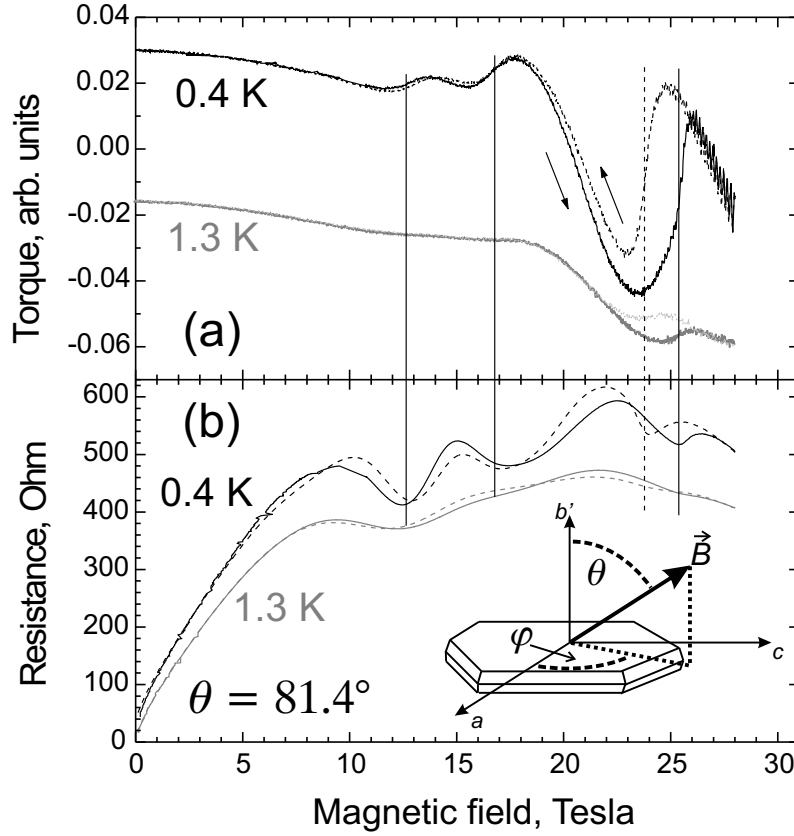 0.04
0.02
0.00
-0.02
-0.04
-0.06
Torque, arb. units
0.4 K
1.3 K
(a)
(b)
600
500
400
300
200
100
0
Resistance, Ohm
0.4 K
1.3 K
θ = 81.4°
b'
θ
B⃗
φ
c
a
0 5 10 15 20 25 30
Magnetic field, Tesla